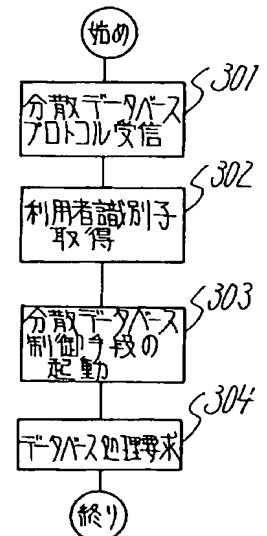 始め
301
分散データベース
プロトコル受信
302
利用者識別子
取得
303
分散データベース
制御手段の
起動
304
データベース処理要求
終り